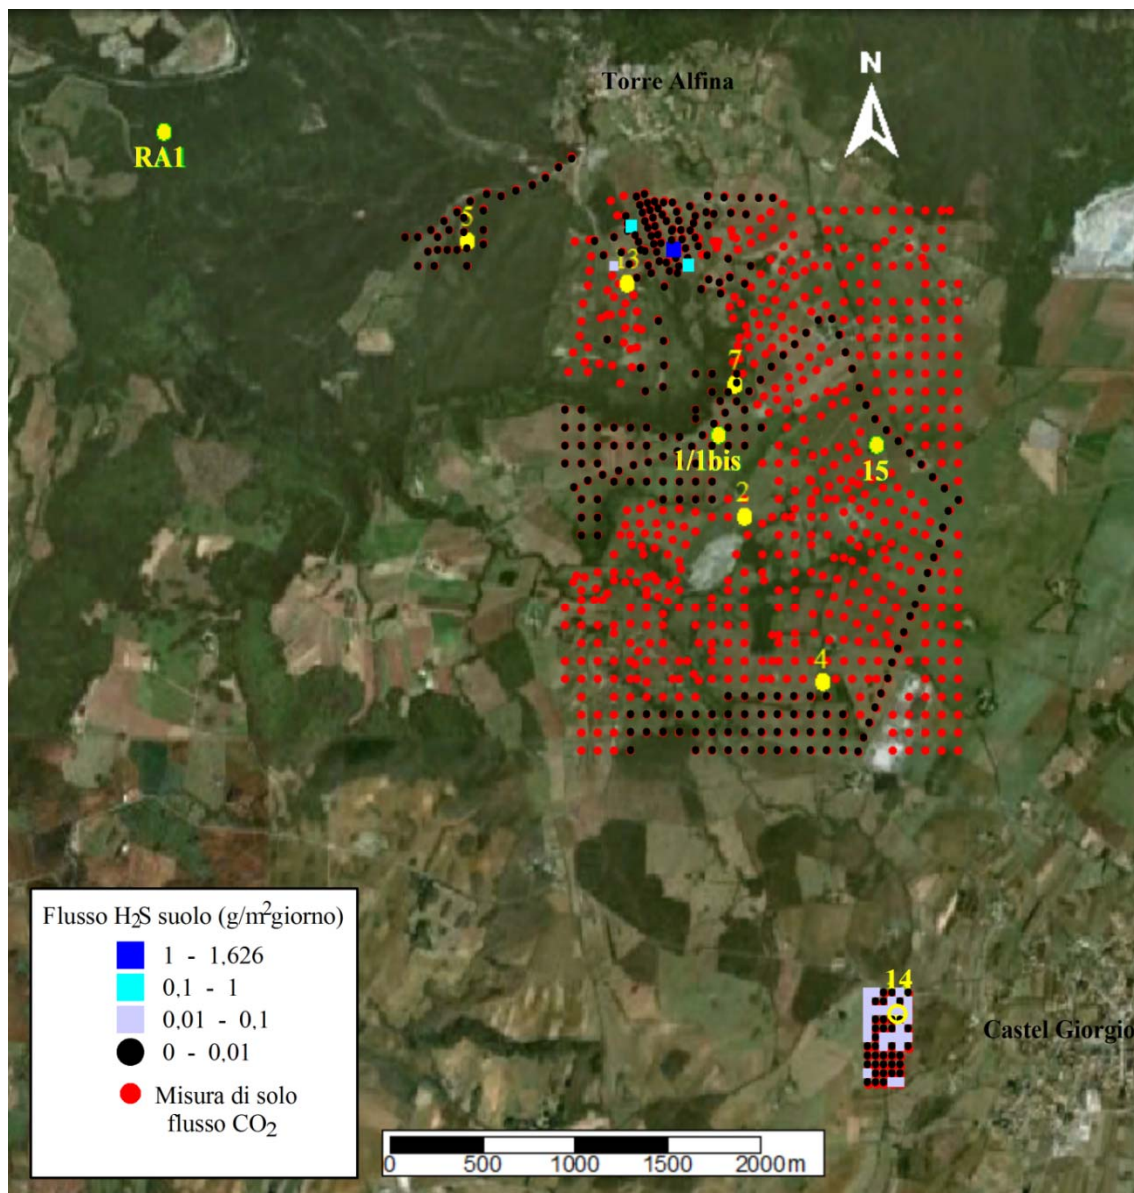 Torre Alfina
N
RA1
5
13
7
1/1bis
15
2
4
14
Castel Giorgio
Flusso H2S suolo (g/m²giorno)
1 - 1,626
0,1 - 1
0,01 - 0,1
0 - 0,01
Misura di solo
flusso CO2
0 500 1000 1500 2000m